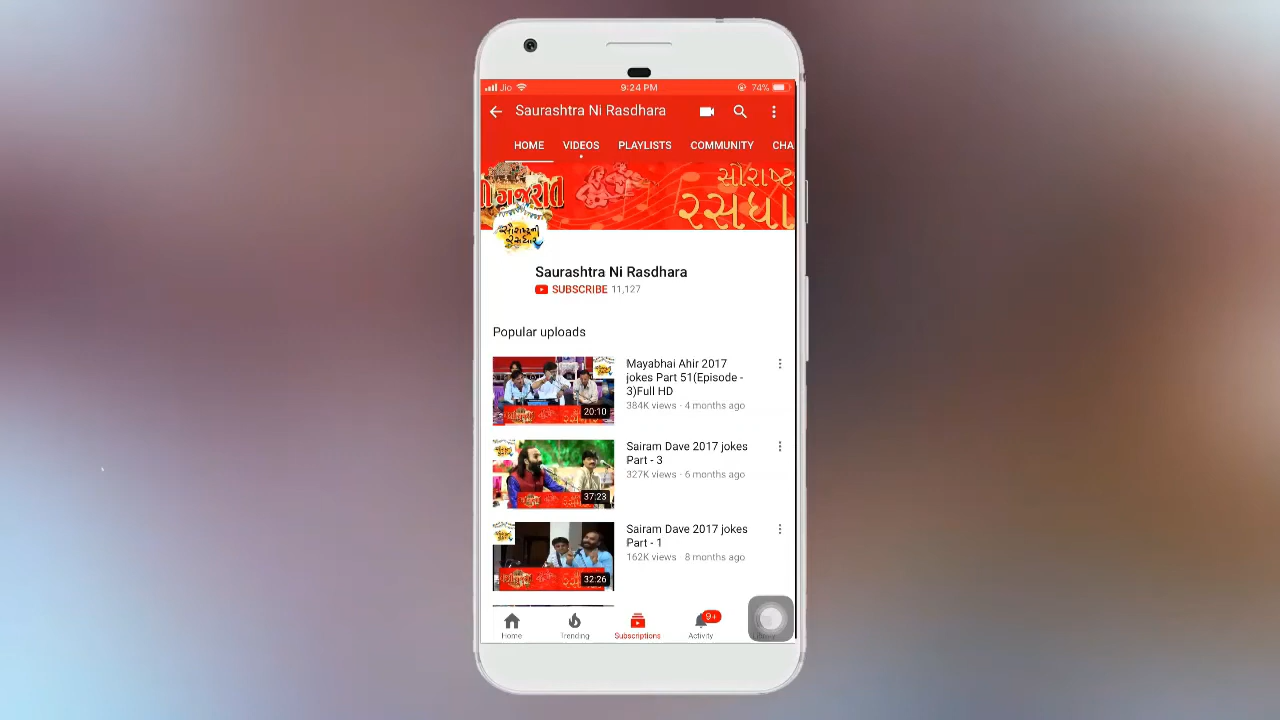 Jio 9:24 PM 74%
Saurashtra Ni Rasdhara
HOME VIDEOS PLAYLISTS COMMUNITY CHA
ગુજરાતી સૌરાષ્ટ્ર
રસધા
Saurashtra Ni Rasdhara
SUBSCRIBE 11,127
Popular uploads
Mayabhai Ahir 2017
jokes Part 51(Episode -
3)Full HD
384K views · 4 months ago
20:10
Sairam Dave 2017 jokes
Part - 3
327K views · 6 months ago
37:23
Sairam Dave 2017 jokes
Part - 1
162K views · 8 months ago
32:26
9+
Home Trending Subscriptions Activity